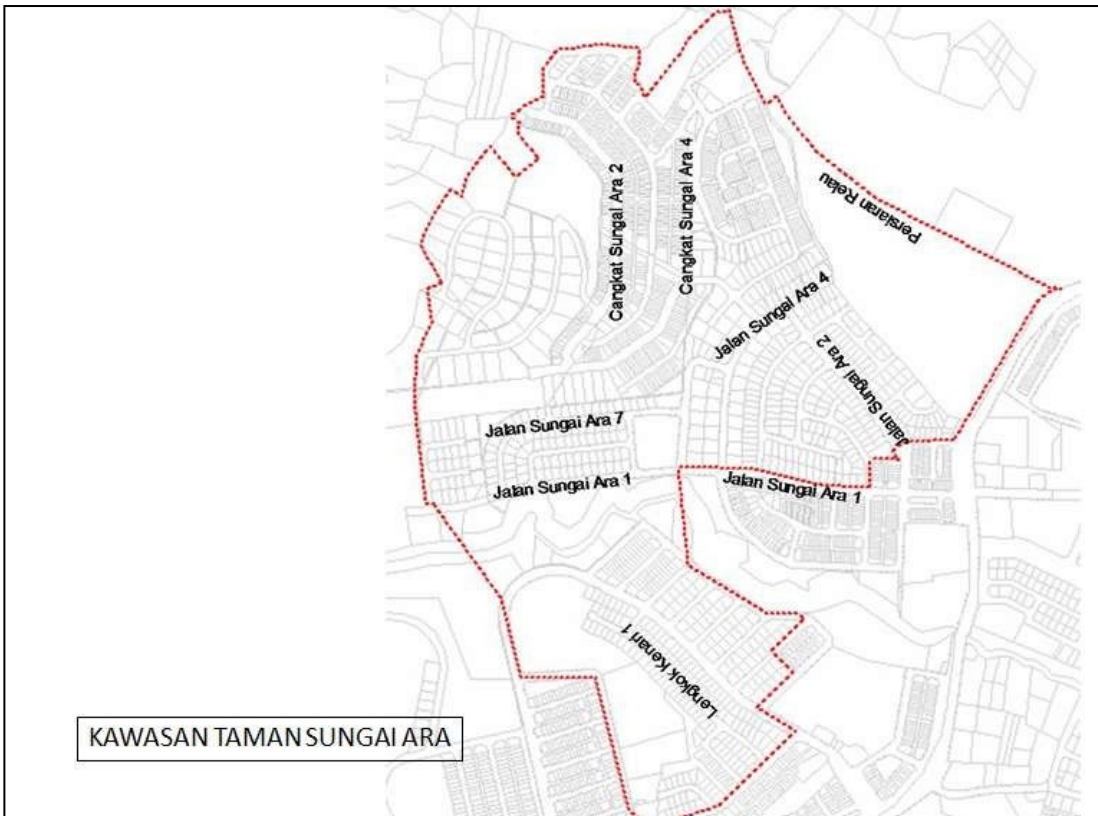 Cangkat Sungai Ara 2
Cangkat Sungai Ara 4
Persiaran Relau
Jalan Sungai Ara 4
Jalan Sungai Ara 2
Jalan Sungai Ara 7
Jalan Sungai Ara 1
Jalan Sungai Ara 1
Lengkok Kenari 1
KAWASAN TAMAN SUNGAI ARA